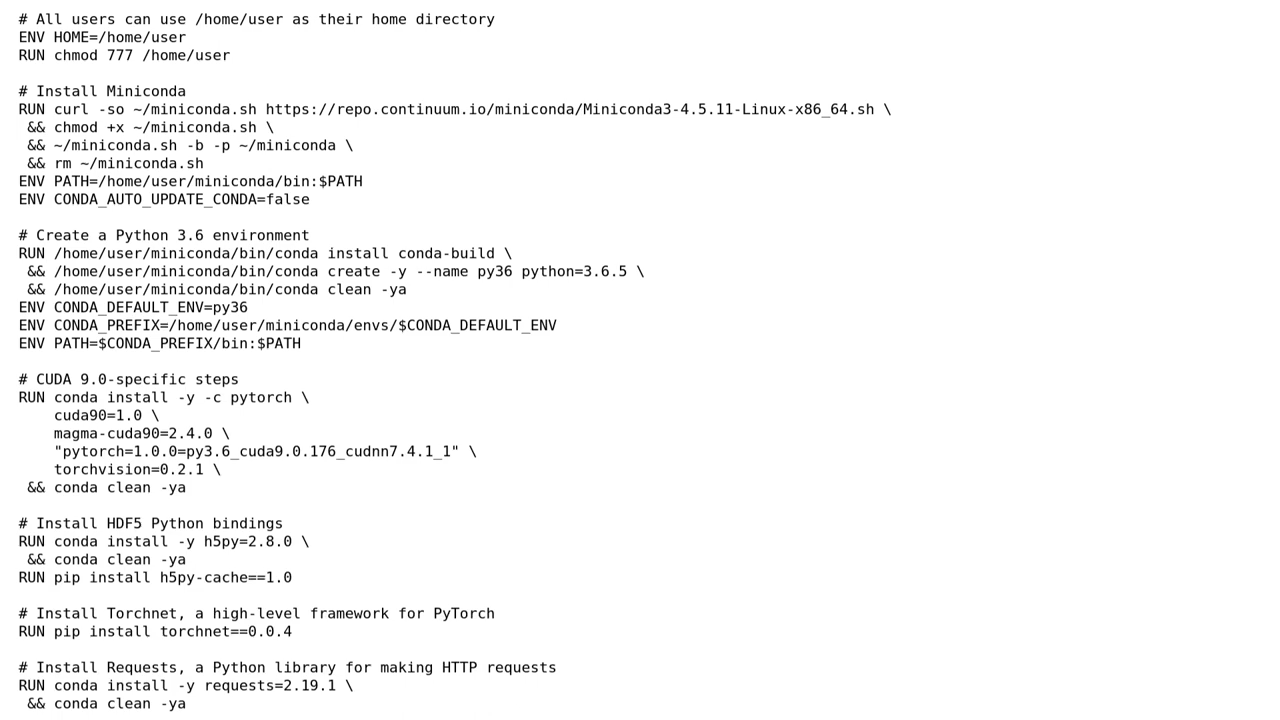 # All users can use /home/user as their home directory
ENV HOME=/home/user
RUN chmod 777 /home/user

# Install Miniconda
RUN curl -so ~/miniconda.sh https://repo.continuum.io/miniconda/Miniconda3-4.5.11-Linux-x86_64.sh \
 && chmod +x ~/miniconda.sh \
 && ~/miniconda.sh -b -p ~/miniconda \
 && rm ~/miniconda.sh
ENV PATH=/home/user/miniconda/bin:$PATH
ENV CONDA_AUTO_UPDATE_CONDA=false

# Create a Python 3.6 environment
RUN /home/user/miniconda/bin/conda install conda-build \
 && /home/user/miniconda/bin/conda create -y --name py36 python=3.6.5 \
 && /home/user/miniconda/bin/conda clean -ya
ENV CONDA_DEFAULT_ENV=py36
ENV CONDA_PREFIX=/home/user/miniconda/envs/$CONDA_DEFAULT_ENV
ENV PATH=$CONDA_PREFIX/bin:$PATH

# CUDA 9.0-specific steps
RUN conda install -y -c pytorch \
    cuda90=1.0 \
    magma-cuda90=2.4.0 \
    "pytorch=1.0.0=py3.6_cuda9.0.176_cudnn7.4.1_1" \
    torchvision=0.2.1 \
 && conda clean -ya

# Install HDF5 Python bindings
RUN conda install -y h5py=2.8.0 \
 && conda clean -ya
RUN pip install h5py-cache==1.0

# Install Torchnet, a high-level framework for PyTorch
RUN pip install torchnet==0.0.4

# Install Requests, a Python library for making HTTP requests
RUN conda install -y requests=2.19.1 \
 && conda clean -ya